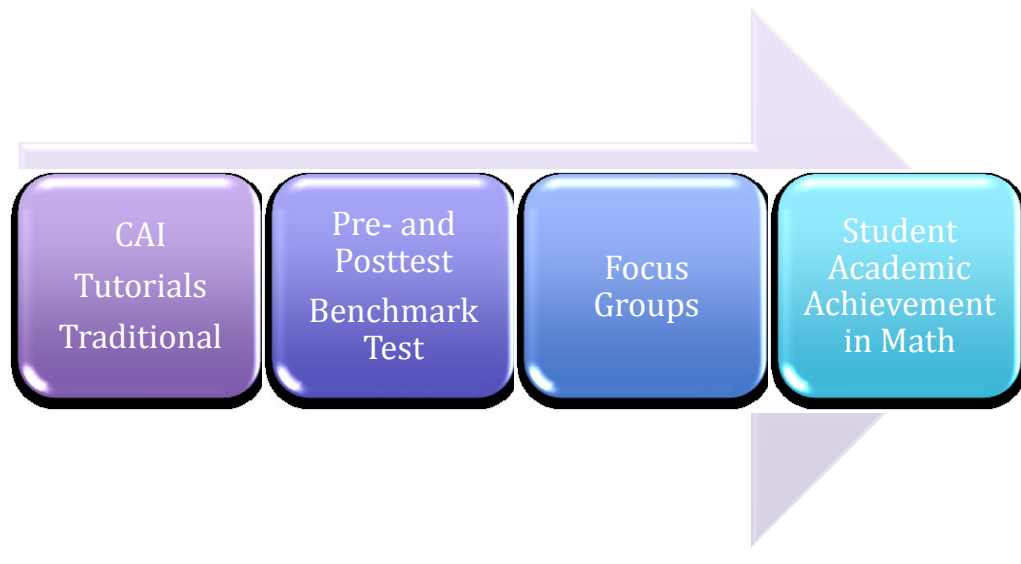 CAI
Tutorials
Traditional
Pre- and
Posttest
Benchmark
Test
Focus
Groups
Student
Academic
Achievement
in Math